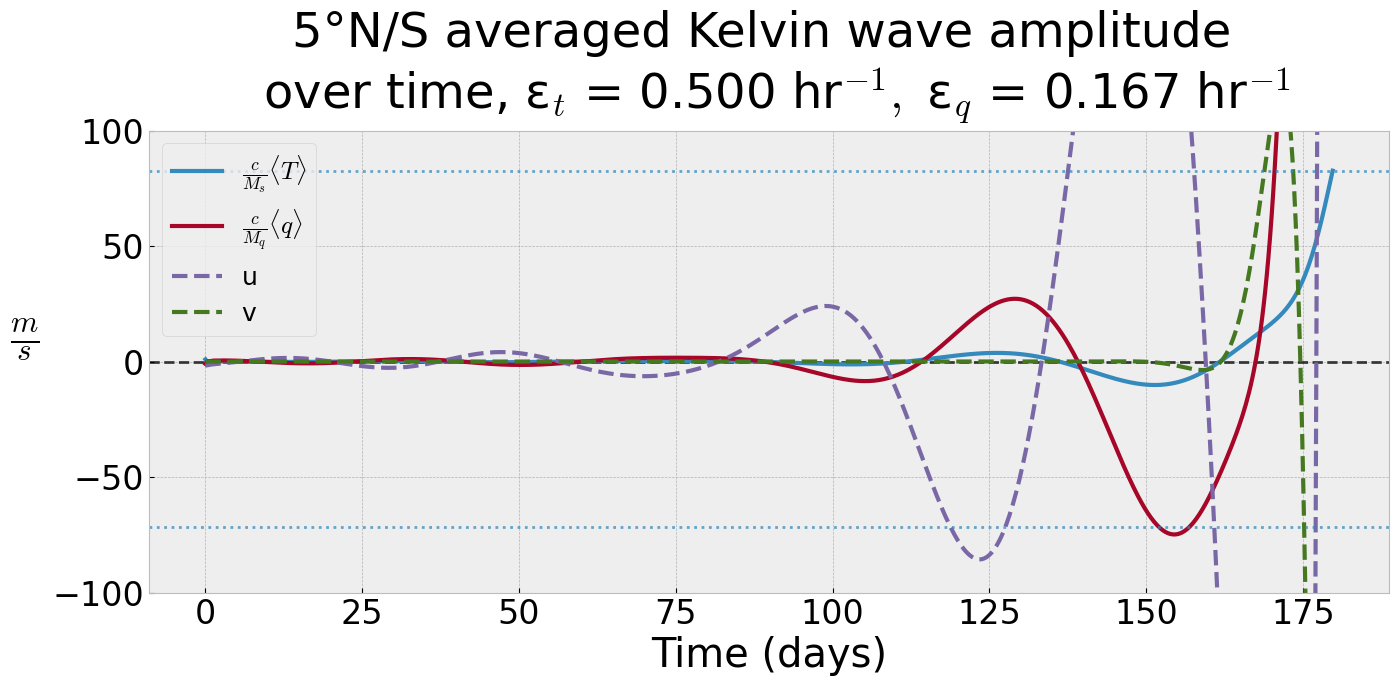 5°N/S averaged Kelvin wave amplitude
over time, ε_t = 0.500 hr⁻¹, ε_q = 0.167 hr⁻¹
100
50
0
−50
−100
m/s
c/M_s ⟨T⟩
c/M_q ⟨q⟩
u
v
0 25 50 75 100 125 150 175
Time (days)